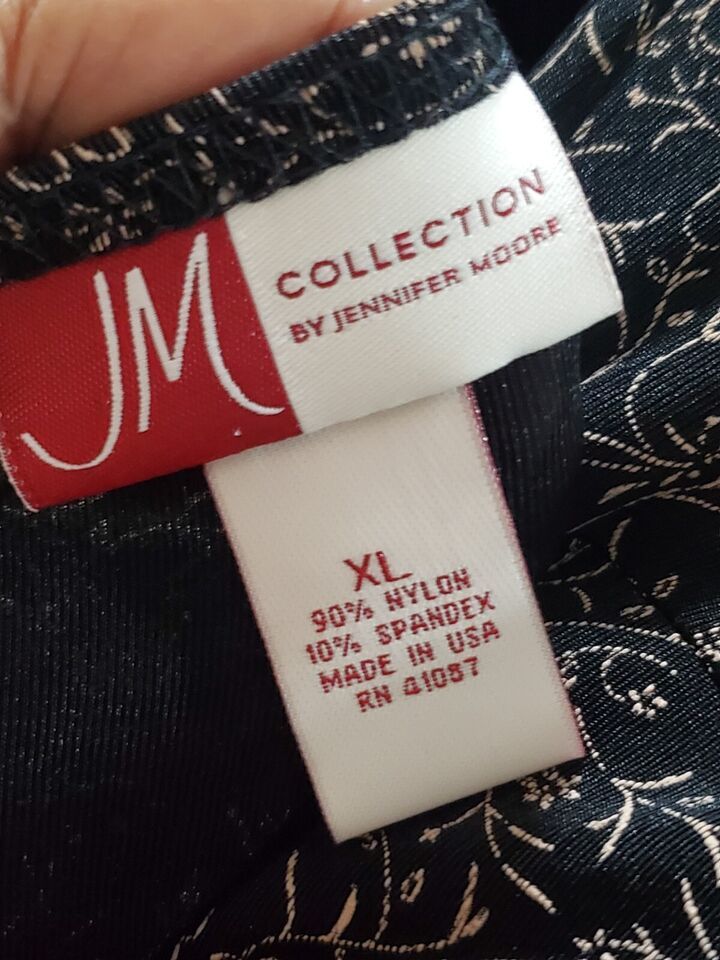 JM
COLLECTION
BY JENNIFER MOORE
XL
90% NYLON
10% SPANDEX
MADE IN USA
RN 41087